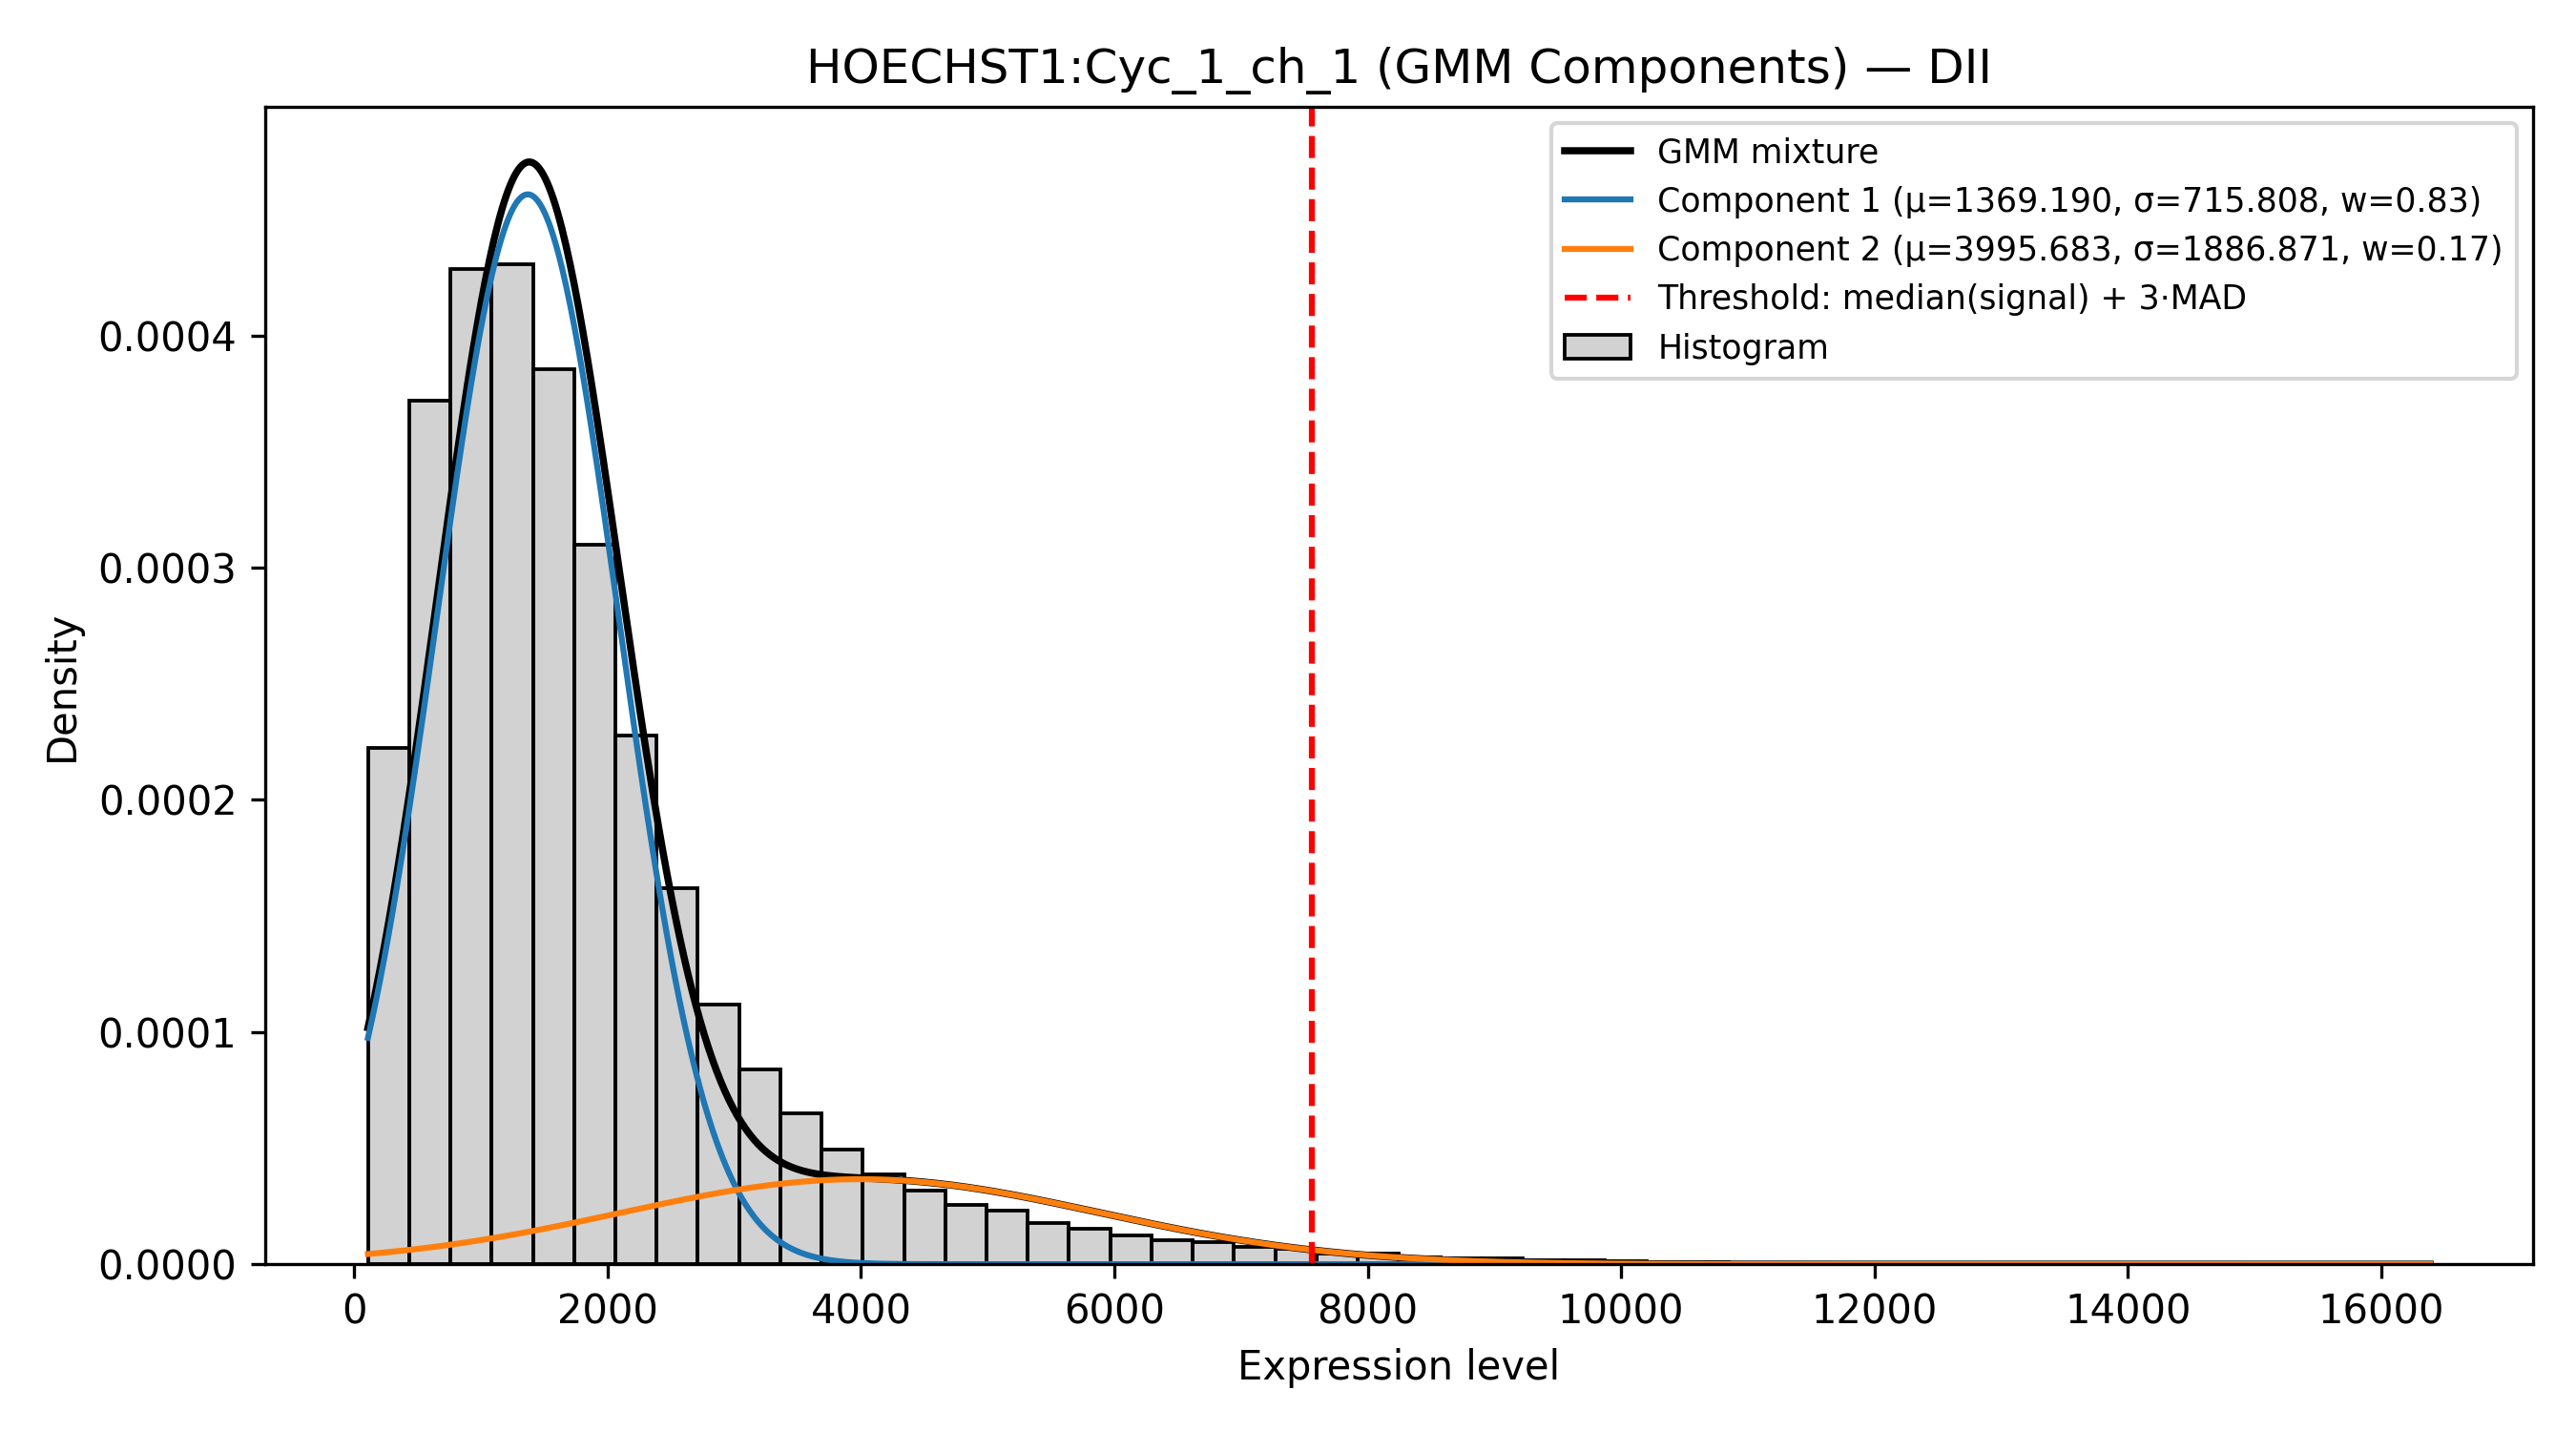 HOECHST1:Cyc_1_ch_1 (GMM Components) — DII
GMM mixture
Component 1 (μ=1369.190, σ=715.808, w=0.83)
Component 2 (μ=3995.683, σ=1886.871, w=0.17)
Threshold: median(signal) + 3·MAD
Histogram
Density
0.0004
0.0003
0.0002
0.0001
0.0000
0 2000 4000 6000 8000 10000 12000 14000 16000
Expression level